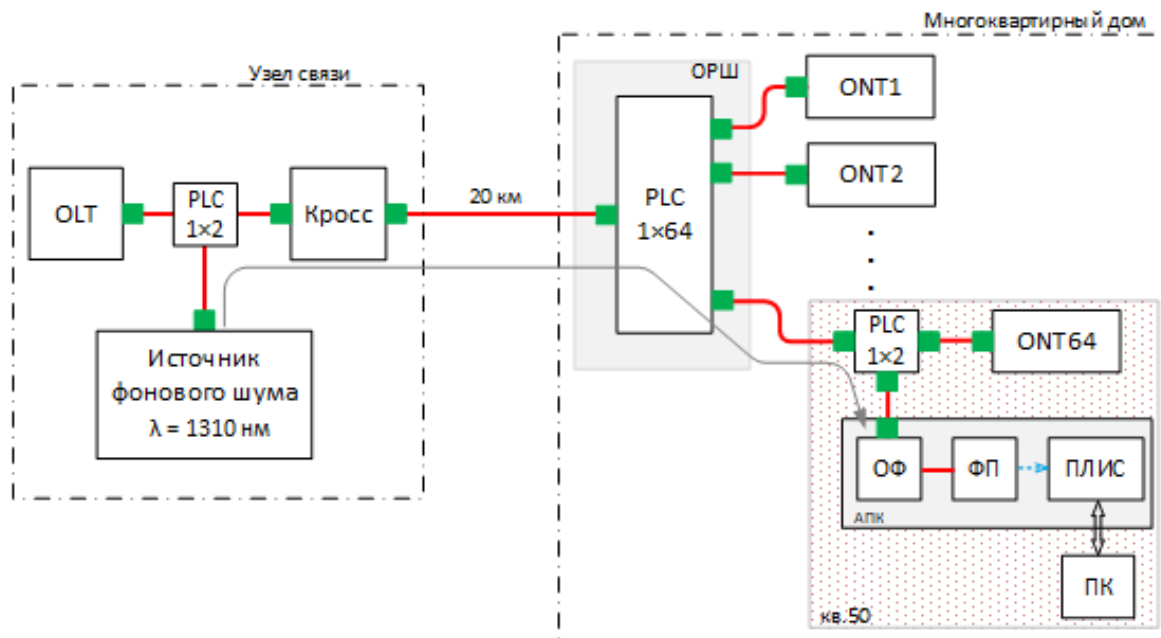 Многоквартирный дом
Узел связи
ОРШ
ONT1
ONT2
PLC
1×64
20 км
OLT
PLC
1×2
Кросс
Источник
фонового шума
λ = 1310 нм
PLC
1×2
ONT64
ОФ
ФП
ПЛИС
АПК
ПК
кв.50